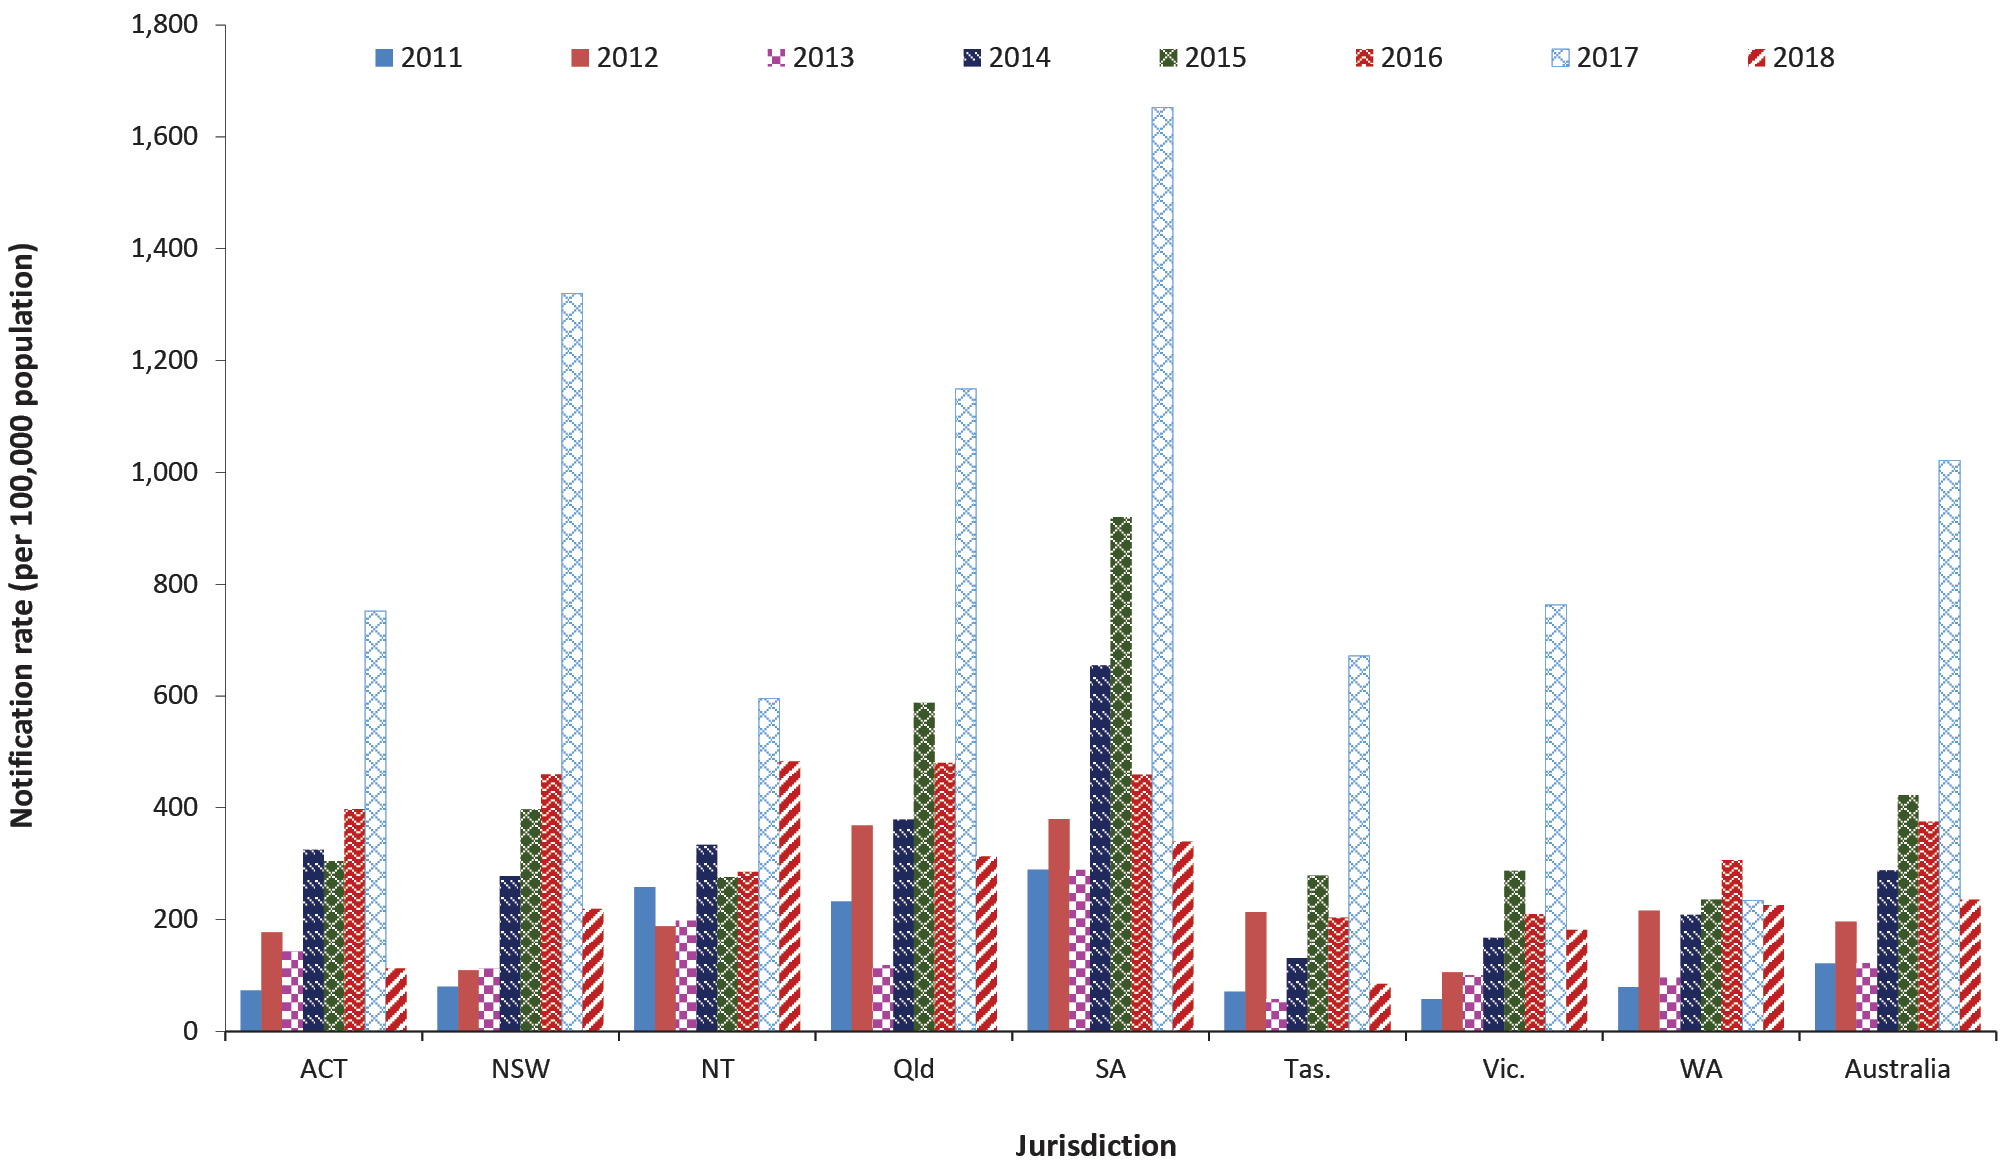 1,800
2011 2012 2013 2014 2015 2016 2017 2018
1,600
1,400
1,200
1,000
800
600
400
200
0
Notification rate (per 100,000 population)
ACT NSW NT Qld SA Tas. Vic. WA Australia
Jurisdiction